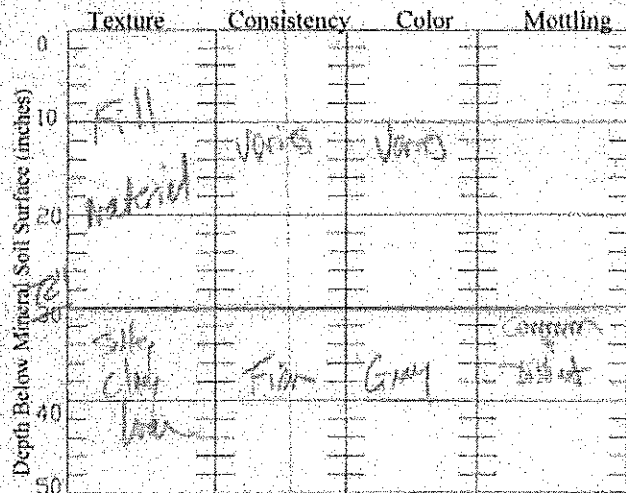 Texture Consistency Color Mottling
Depth Below Mineral Soil Surface (inches)
0
10
Fill
Varies Varies
material
20
30
Common
&
Silty
Clay Firm Gray Distinct
40
loam
50